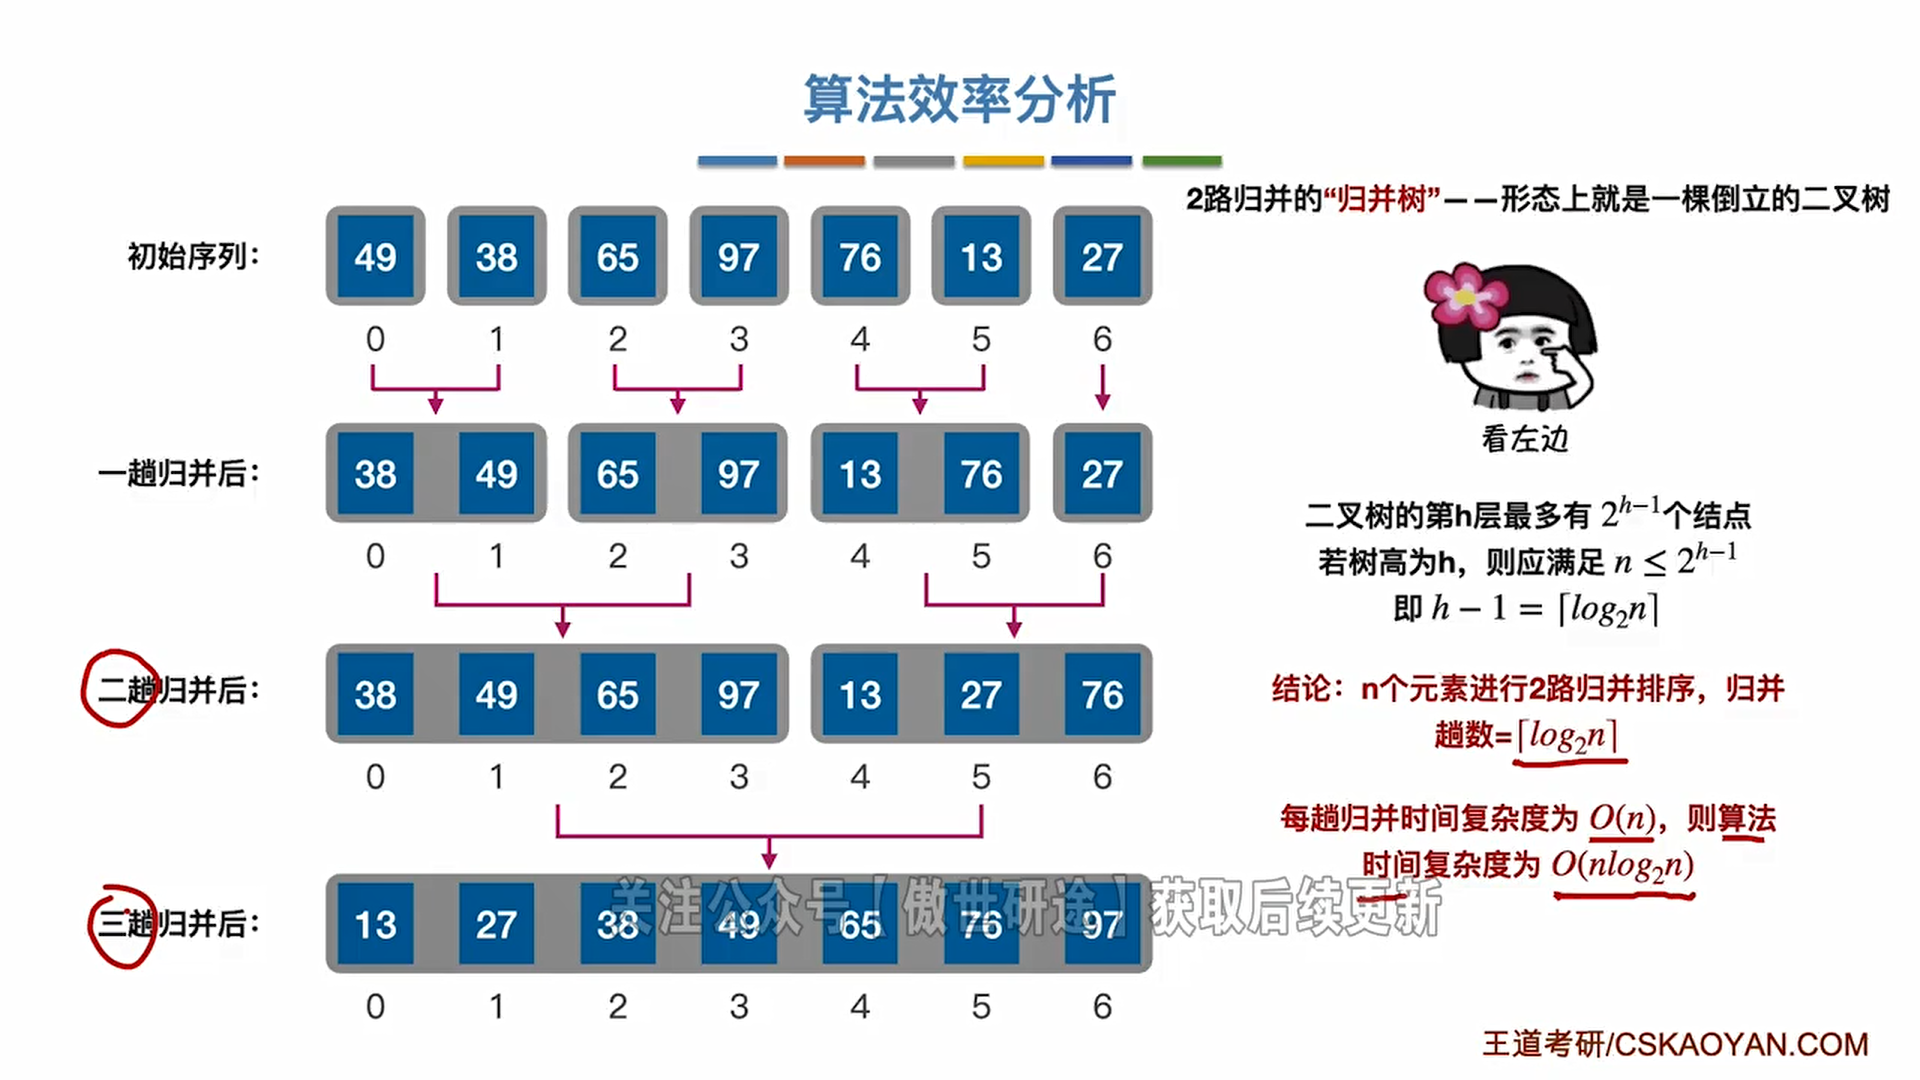 算法效率分析
2路归并的“归并树”——形态上就是一棵倒立的二叉树
初始序列: 49 38 65 97 76 13 27
0 1 2 3 4 5 6
看左边
一趟归并后: 38 49 65 97 13 76 27
0 1 2 3 4 5 6
二叉树的第h层最多有 2^{h−1}个结点
若树高为h，则应满足 n ≤ 2^{h−1}
即 h − 1 = ⌈log₂n⌉
二趟归并后: 38 49 65 97 13 27 76
0 1 2 3 4 5 6
结论：n个元素进行2路归并排序，归并
趟数=⌈log₂n⌉
每趟归并时间复杂度为 O(n)，则算法
时间复杂度为 O(nlog₂n)
三趟归并后: 13 27 38 49 65 76 97
关注公众号【傲世研途】获取后续更新
0 1 2 3 4 5 6
王道考研/CSKAOYAN.COM